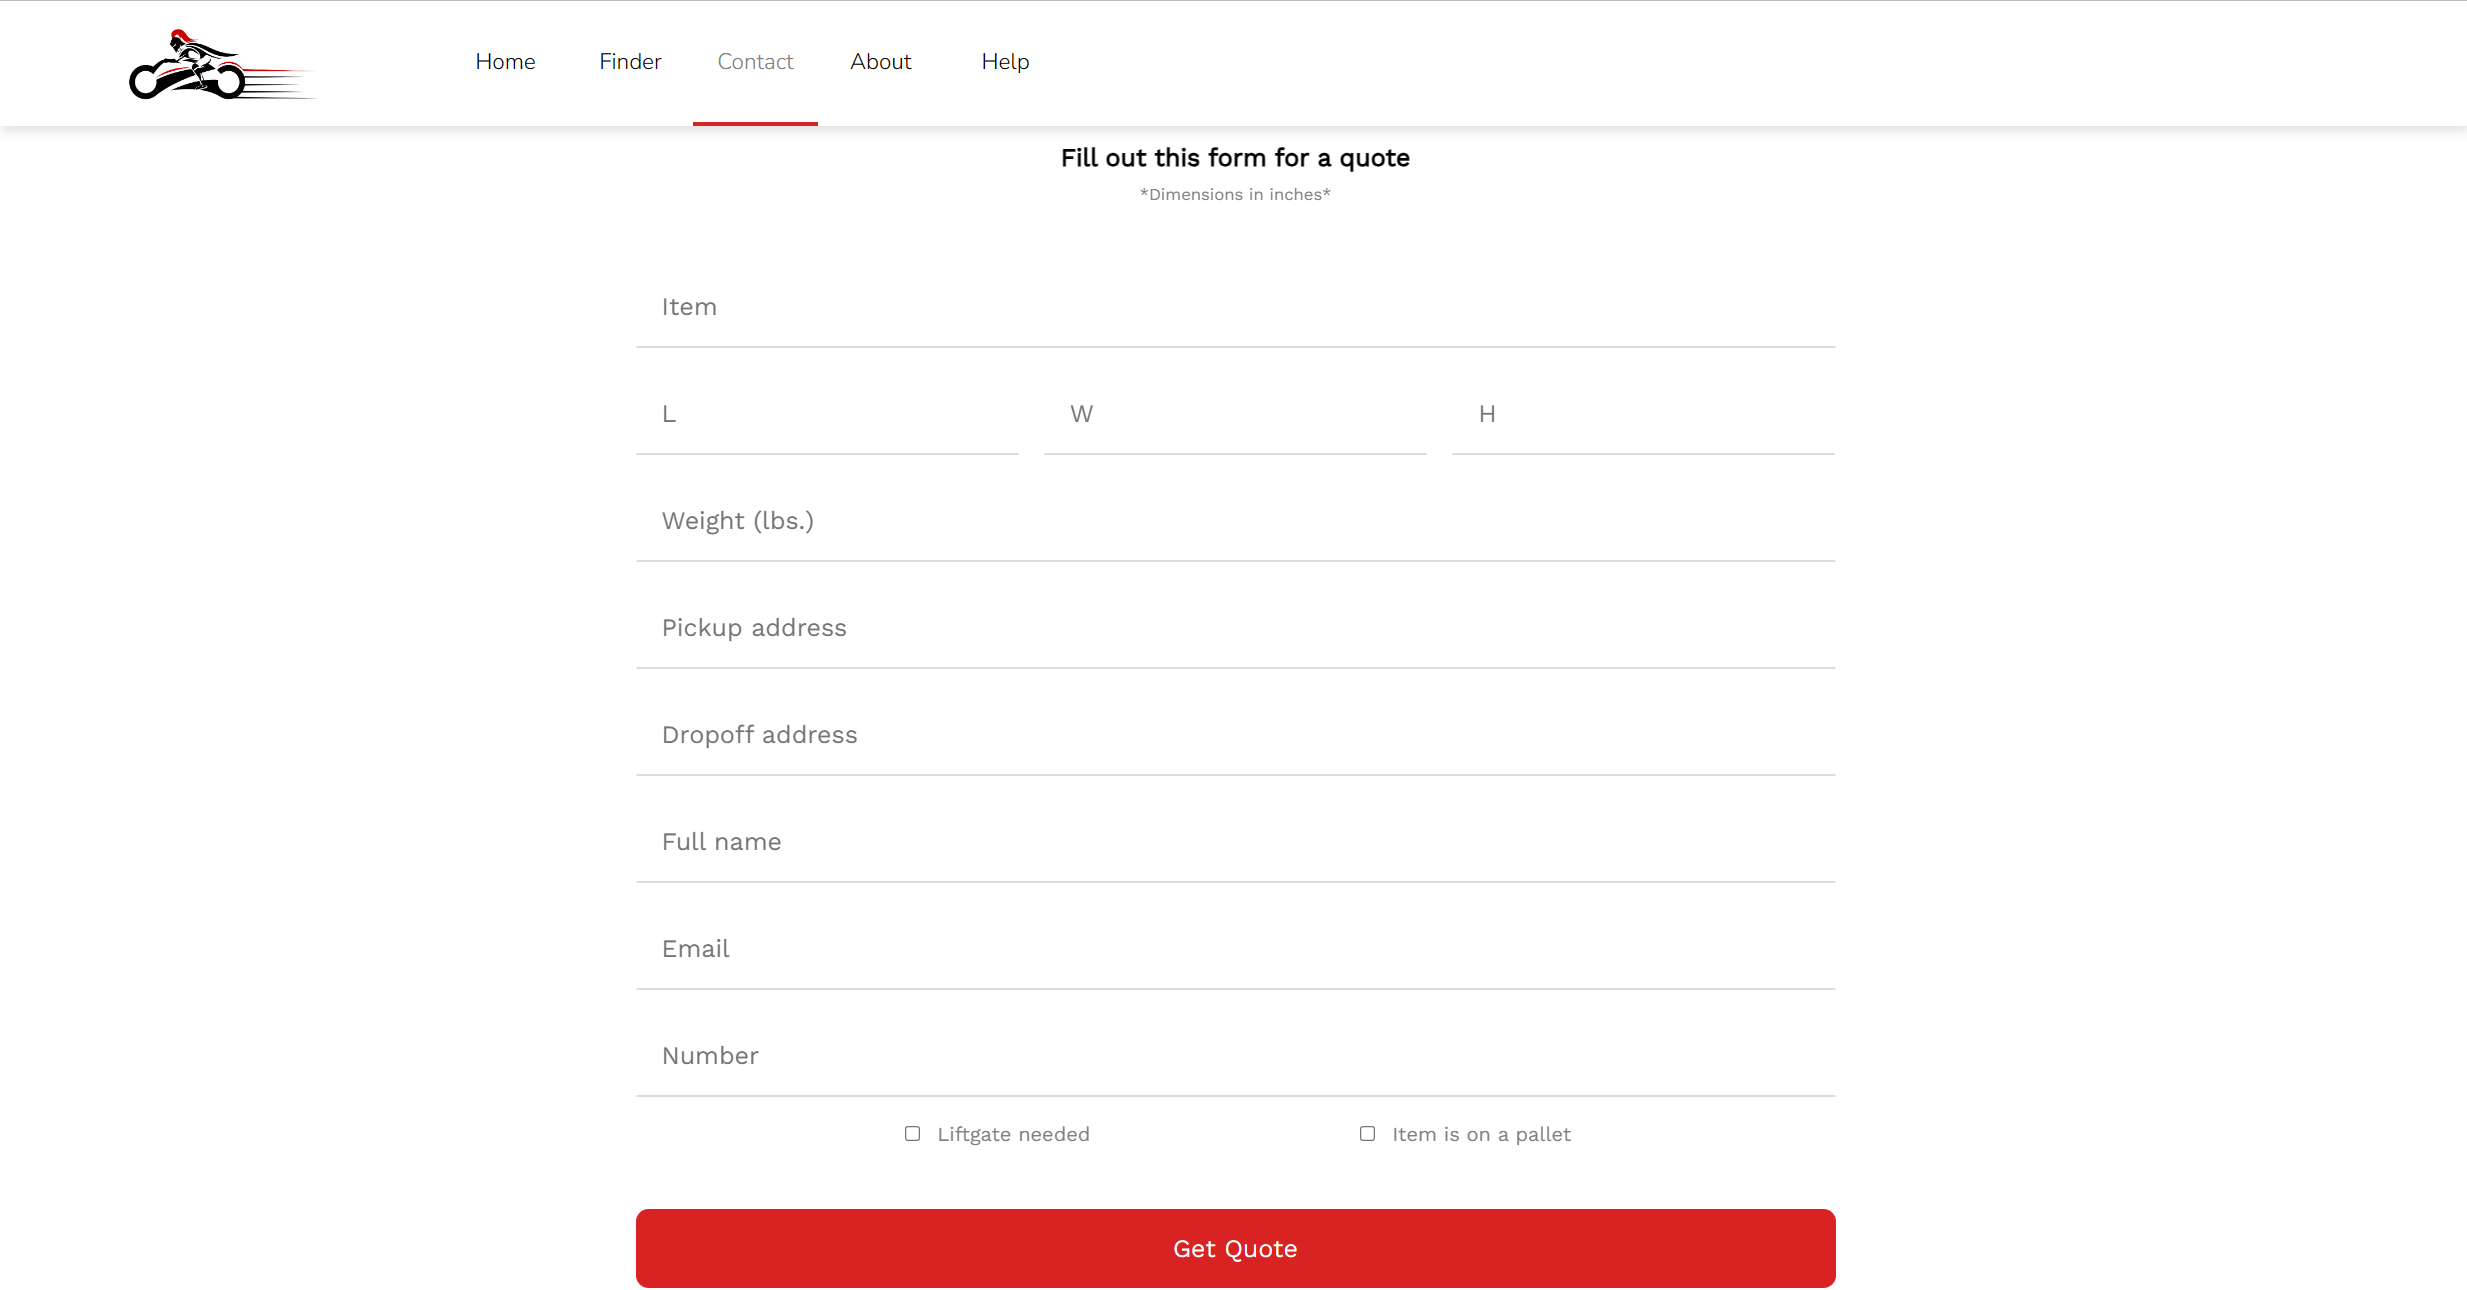 Home Finder Contact About Help
Fill out this form for a quote
*Dimensions in inches*
Item
L W H
Weight (lbs.)
Pickup address
Dropoff address
Full name
Email
Number
Liftgate needed Item is on a pallet
Get Quote